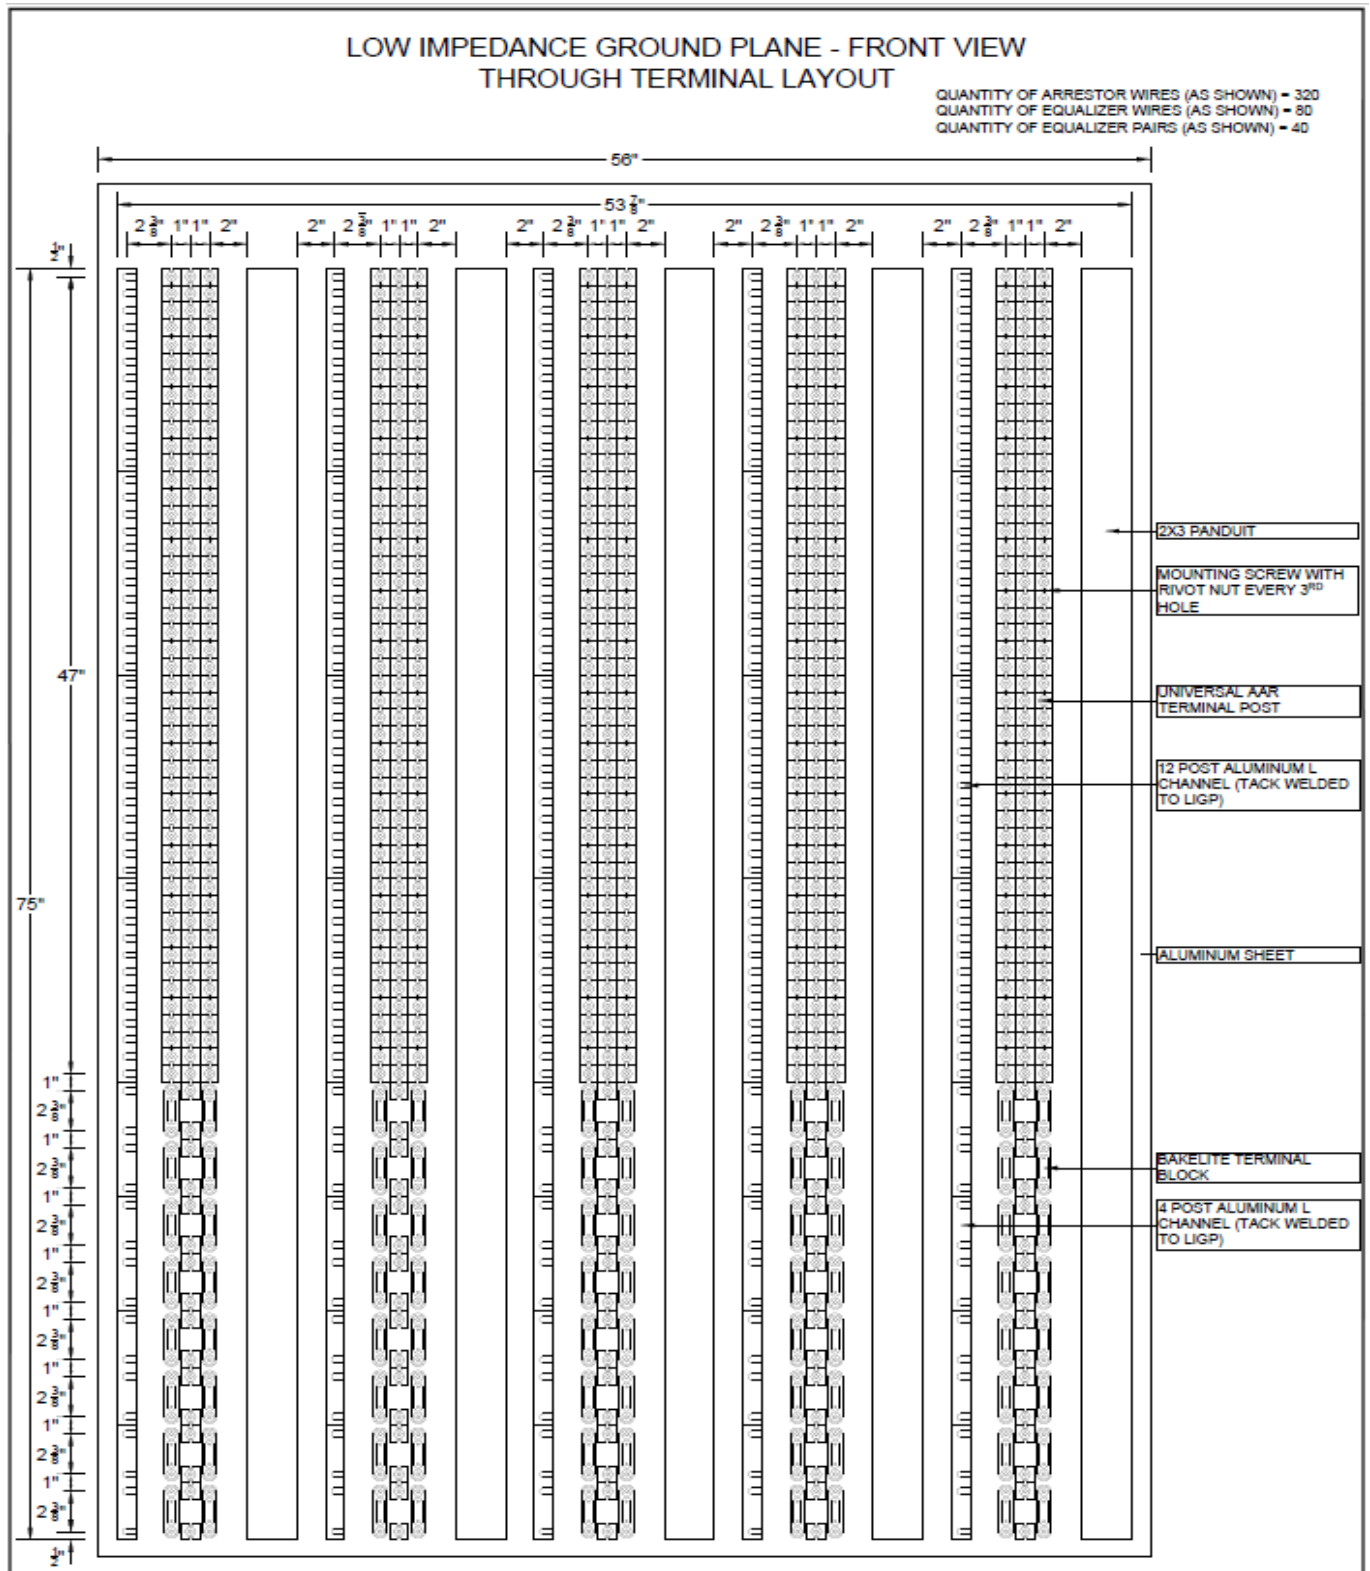 LOW IMPEDANCE GROUND PLANE - FRONT VIEW
THROUGH TERMINAL LAYOUT
QUANTITY OF ARRESTOR WIRES (AS SHOWN) = 320
QUANTITY OF EQUALIZER WIRES (AS SHOWN) = 80
QUANTITY OF EQUALIZER PAIRS (AS SHOWN) = 40
56"
53 7/8"
2 3/8" 1" 1" 2" 2" 2 3/8" 1" 1" 2" 2" 2 3/8" 1" 1" 2" 2" 2 3/8" 1" 1" 2" 2" 2 3/8" 1" 1" 2"
1/2"
2X3 PANDUIT
MOUNTING SCREW WITH
RIVOT NUT EVERY 3RD
HOLE
47"
UNIVERSAL AAR
TERMINAL POST
12 POST ALUMINUM L
CHANNEL (TACK WELDED
TO LIGP)
75"
ALUMINUM SHEET
1"
2 3/8"
1"
2 3/8"
BAKELITE TERMINAL
BLOCK
1"
2 3/8"
4 POST ALUMINUM L
CHANNEL (TACK WELDED
TO LIGP)
1"
2 3/8"
1"
2 3/8"
1"
2 3/8"
1"
2 3/8"
1"
2 3/8"
1/2"